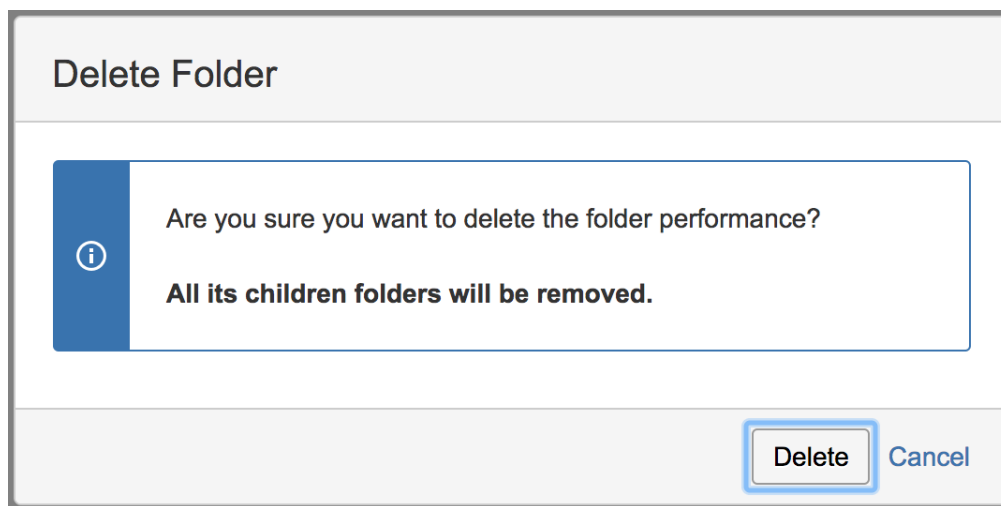 Delete Folder
Are you sure you want to delete the folder performance?
All its children folders will be removed.
Delete
Cancel